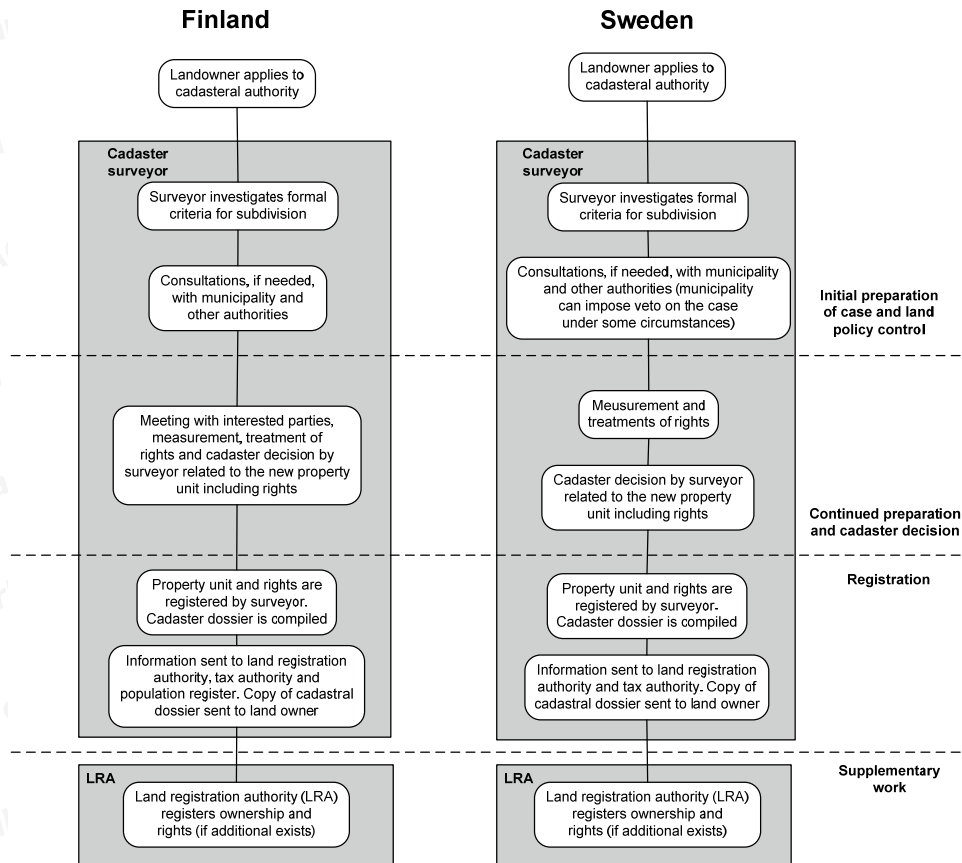 Finland
Landowner applies to
cadasteral authority
Cadaster
surveyor
Surveyor investigates formal
criteria for subdivision
Consultations, if needed,
with municipality and
other authorities
Meeting with interested parties,
measurement, treatment of
rights and cadaster decision by
surveyor related to the new property
unit including rights
Property unit and rights are
registered by surveyor.
Cadaster dossier is compiled
Information sent to land registration
authority, tax authority and
population register. Copy of cadastral
dossier sent to land owner
LRA
Land registration authority (LRA)
registers ownership and
rights (if additional exists)
Sweden
Landowner applies to
cadasteral authority
Cadaster
surveyor
Surveyor investigates formal
criteria for subdivision
Consultations, if needed, with municipality
and other authorities (municipality
can impose veto on the case
under some circumstances)
Meusurement and
treatments of rights
Cadaster decision by surveyor
related to the new property
unit including rights
Property unit and rights are
registered by surveyor-
Cadaster dossier is compiled
Information sent to land registration
authority and tax authority. Copy of
cadastral dossier sent to land owner
LRA
Land registration authority (LRA)
registers ownership and
rights (if additional exists)
Initial preparation
of case and land
policy control
Continued preparation
and cadaster decision
Registration
Supplementary
work